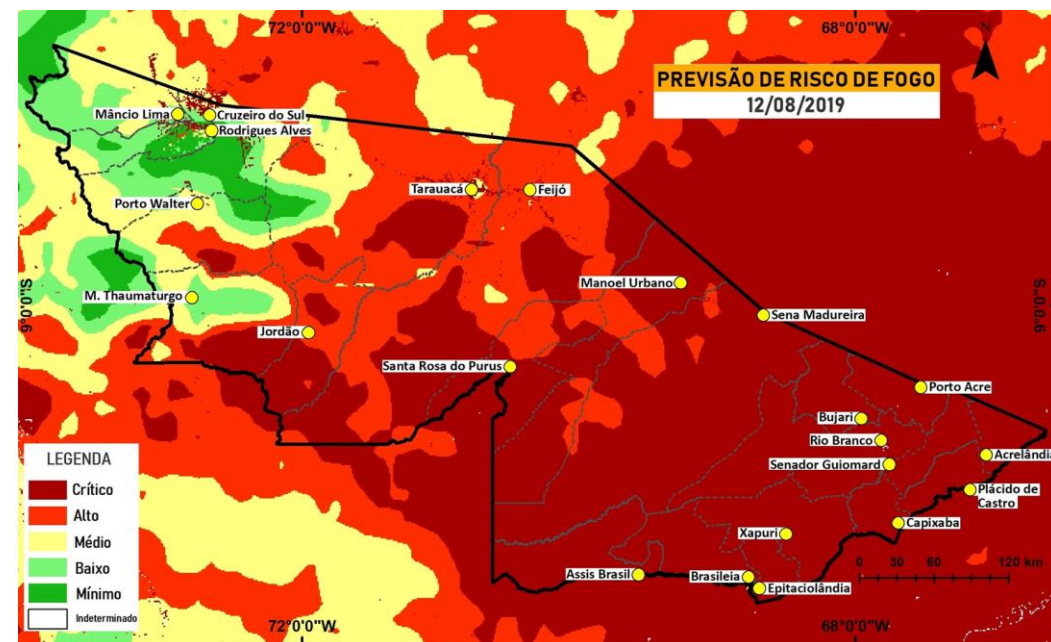 72°0'0"W
68°0'0"W
N
PREVISÃO DE RISCO DE FOGO
12/08/2019
Mâncio Lima
Cruzeiro do Sul
Rodrigues Alves
Tarauacá
Feijó
Porto Walter
Manoel Urbano
M. Thaumaturgo
9°0'0"S
9°0'0"S
Sena Madureira
Jordão
Santa Rosa do Purus
Porto Acre
Bujari
Rio Branco
Acrelândia
Senador Guiomard
Plácido de
Castro
Capixaba
Xapuri
Assis Brasil
Brasileia
Epitaciolândia
0 30 60 120 km
LEGENDA
Crítico
Alto
Médio
Baixo
Mínimo
Indeterminado
72°0'0"W
68°0'0"W